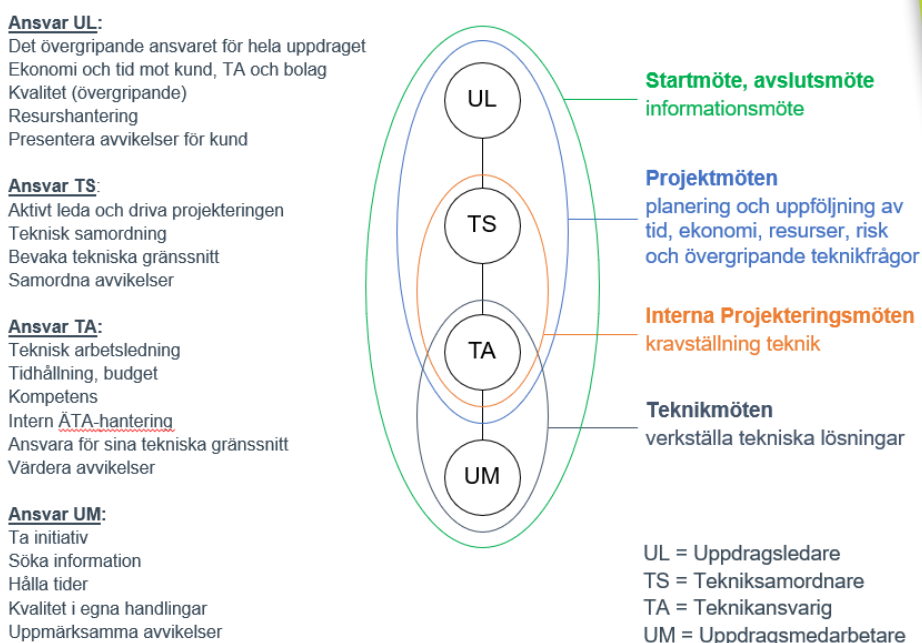 Ansvar UL:
Det övergripande ansvaret för hela uppdraget
Ekonomi och tid mot kund, TA och bolag
Kvalitet (övergripande)
Resurshantering
Presentera avvikelser för kund
Ansvar TS:
Aktivt leda och driva projekteringen
Teknisk samordning
Bevaka tekniska gränssnitt
Samordna avvikelser
Ansvar TA:
Teknisk arbetsledning
Tidhållning, budget
Kompetens
Intern ÄTA-hantering
Ansvara för sina tekniska gränssnitt
Värdera avvikelser
Ansvar UM:
Ta initiativ
Söka information
Hålla tider
Kvalitet i egna handlingar
Uppmärksamma avvikelser
UL
TS
TA
UM
Startmöte, avslutsmöte
informationsmöte
Projektmöten
planering och uppföljning av
tid, ekonomi, resurser, risk
och övergripande teknikfrågor
Interna Projekteringsmöten
kravställning teknik
Teknikmöten
verkställa tekniska lösningar
UL = Uppdragsledare
TS = Tekniksamordnare
TA = Teknikansvarig
UM = Uppdragsmedarbetare